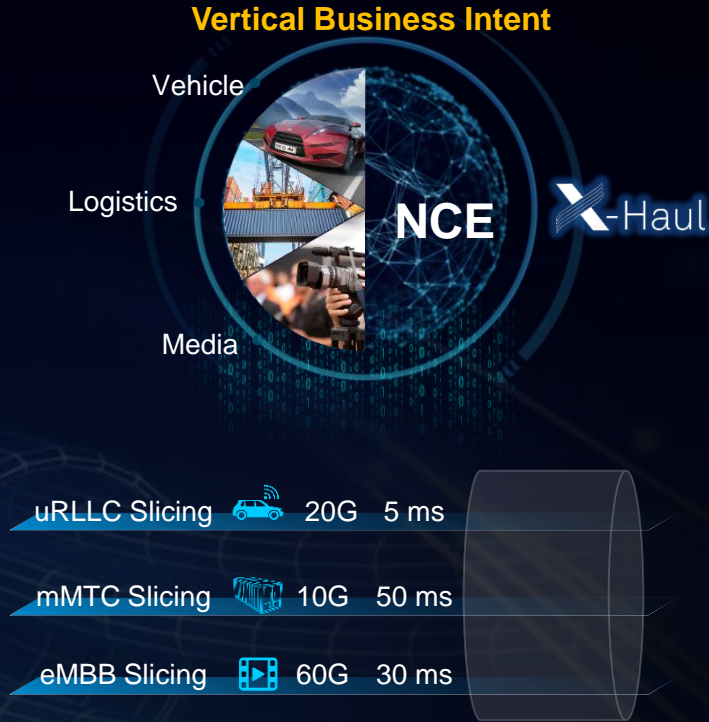 Vertical Business Intent
Vehicle
Logistics
NCE
X-Haul
Media
uRLLC Slicing 20G 5 ms
mMTC Slicing 10G 50 ms
eMBB Slicing 60G 30 ms